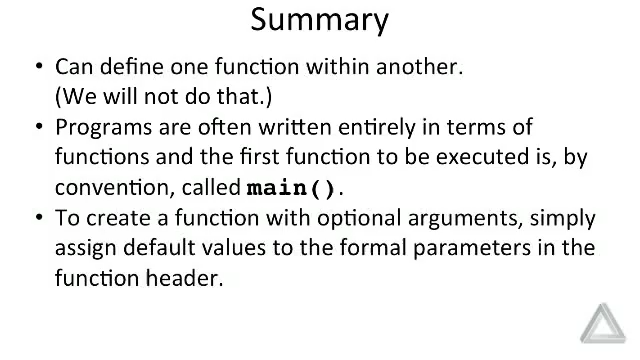 Summary
• Can define one function within another.
(We will not do that.)
• Programs are often written entirely in terms of
functions and the first function to be executed is, by
convention, called main().
• To create a function with optional arguments, simply
assign default values to the formal parameters in the
function header.